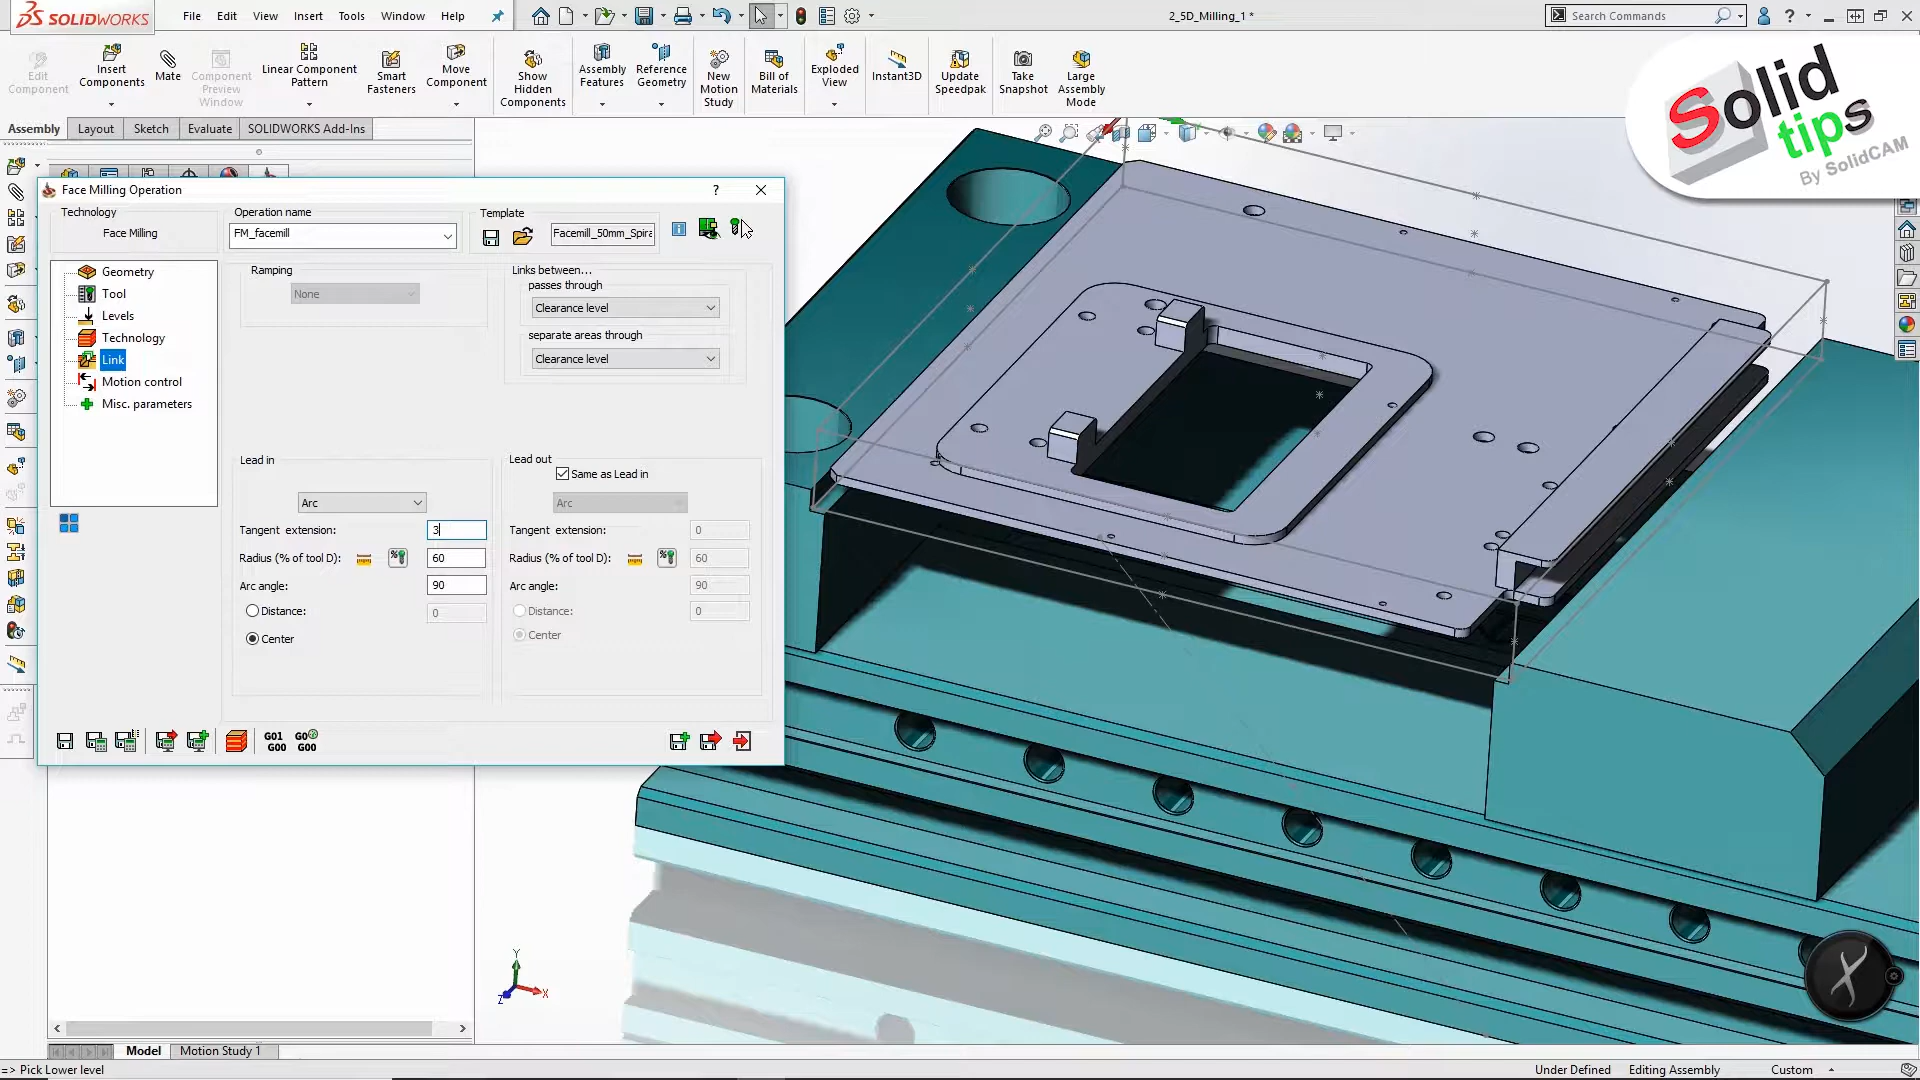 SOLIDWORKS
File Edit View Insert Tools Window Help
2_5D_Milling_1 *
Search Commands
Edit Component
Insert Components
Mate
Component Preview Window
Linear Component Pattern
Smart Fasteners
Move Component
Show Hidden Components
Assembly Features
Reference Geometry
New Motion Study
Bill of Materials
Exploded View
Instant3D
Update Speedpak
Take Snapshot
Large Assembly Mode
Solid
tips
By SolidCAM
Assembly Layout Sketch Evaluate SOLIDWORKS Add-Ins
Face Milling Operation
?
Technology
Face Milling
Operation name
FM_facemill
Template
Facemill_50mm_Spira
Geometry
Tool
Levels
Technology
Link
Motion control
Misc. parameters
Ramping
None
Links between...
passes through
Clearance level
separate areas through
Clearance level
Lead in
Arc
Tangent extension: 3
Radius (% of tool D): % 60
Arc angle: 90
Distance: 0
Center
Lead out
Same as Lead in
Arc
Tangent extension: 0
Radius (% of tool D): % 60
Arc angle: 90
Distance: 0
Center
G01 G00
G0 G00
Y
X
Z
Model Motion Study 1
=> Pick Lower level
Under Defined Editing Assembly Custom